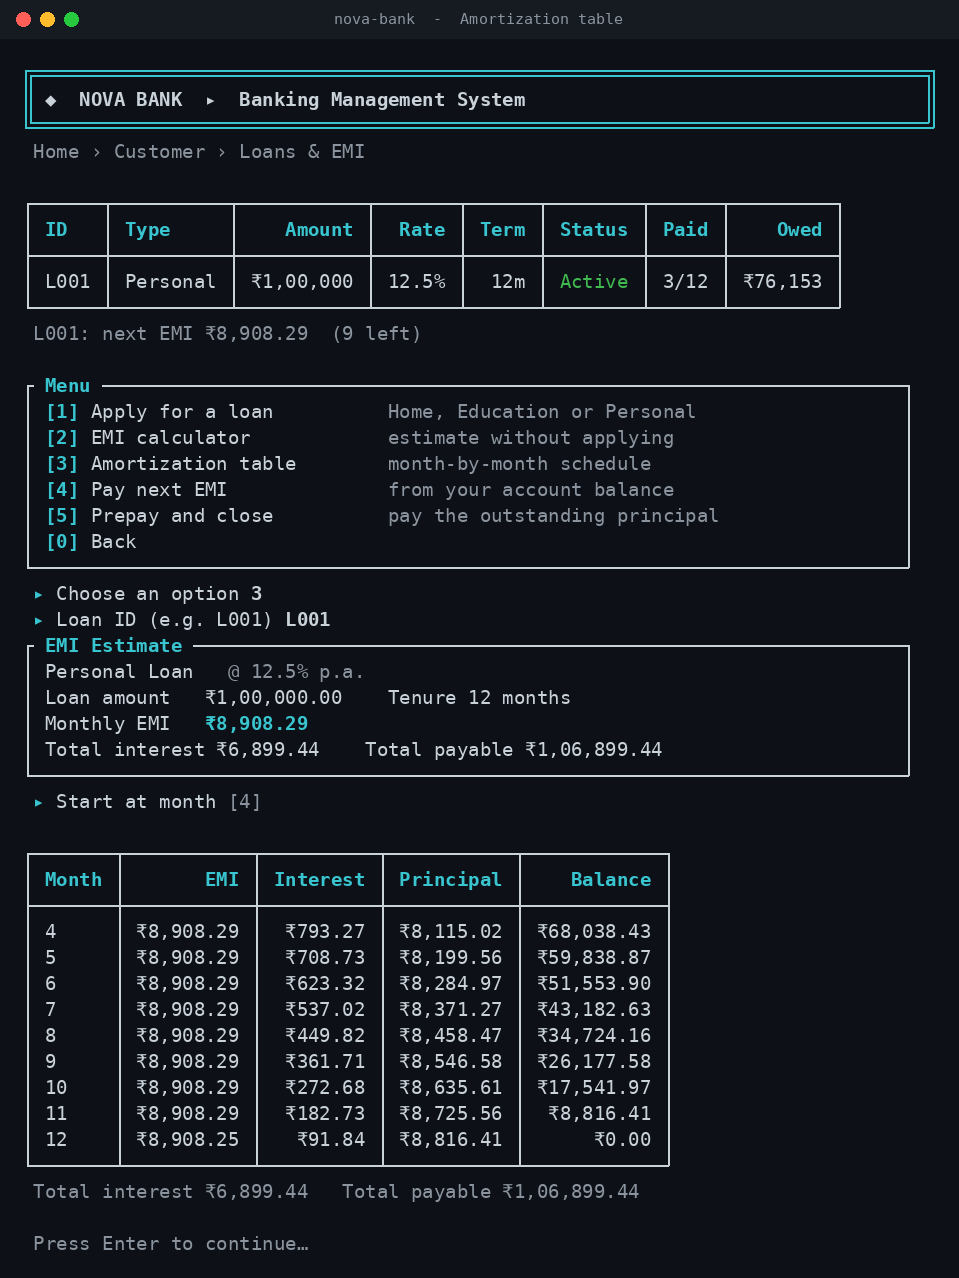 nova-bank - Amortization table
◆ NOVA BANK ▸ Banking Management System
Home › Customer › Loans & EMI
ID Type Amount Rate Term Status Paid Owed
L001 Personal ₹1,00,000 12.5% 12m Active 3/12 ₹76,153
L001: next EMI ₹8,908.29 (9 left)
Menu
[1] Apply for a loan Home, Education or Personal
[2] EMI calculator estimate without applying
[3] Amortization table month-by-month schedule
[4] Pay next EMI from your account balance
[5] Prepay and close pay the outstanding principal
[0] Back
▸ Choose an option 3
▸ Loan ID (e.g. L001) L001
EMI Estimate
Personal Loan @ 12.5% p.a.
Loan amount ₹1,00,000.00 Tenure 12 months
Monthly EMI ₹8,908.29
Total interest ₹6,899.44 Total payable ₹1,06,899.44
▸ Start at month [4]
Month EMI Interest Principal Balance
4 ₹8,908.29 ₹793.27 ₹8,115.02 ₹68,038.43
5 ₹8,908.29 ₹708.73 ₹8,199.56 ₹59,838.87
6 ₹8,908.29 ₹623.32 ₹8,284.97 ₹51,553.90
7 ₹8,908.29 ₹537.02 ₹8,371.27 ₹43,182.63
8 ₹8,908.29 ₹449.82 ₹8,458.47 ₹34,724.16
9 ₹8,908.29 ₹361.71 ₹8,546.58 ₹26,177.58
10 ₹8,908.29 ₹272.68 ₹8,635.61 ₹17,541.97
11 ₹8,908.29 ₹182.73 ₹8,725.56 ₹8,816.41
12 ₹8,908.25 ₹91.84 ₹8,816.41 ₹0.00
Total interest ₹6,899.44 Total payable ₹1,06,899.44
Press Enter to continue…